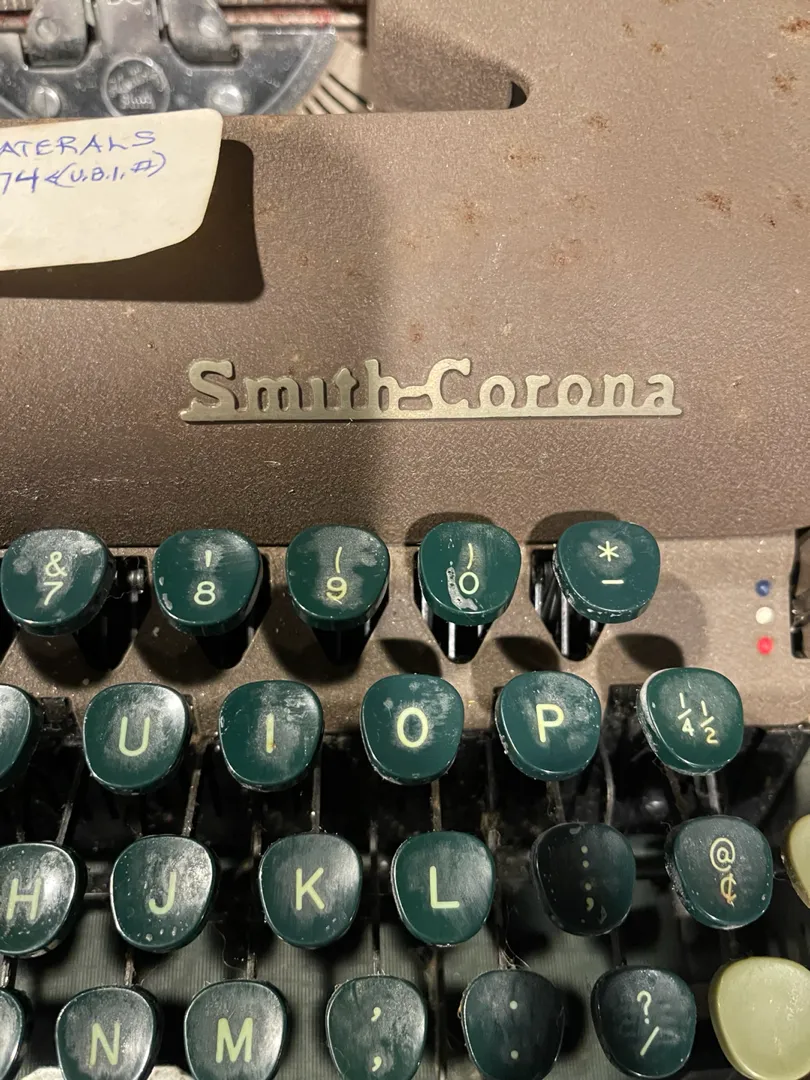 ATERALS
74<(U.B.I. #)
Smith-Corona
& ' ( ) *
7 8 9 0 –
U I O P ¼ ½
H J K L : ; @ ¢
N M , , . . ? /